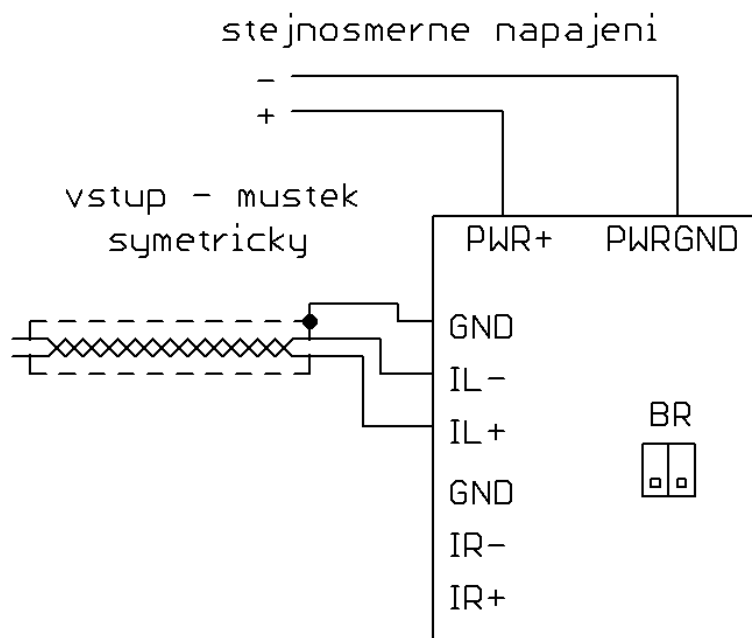 stejnosmerne napajeni
-
+
vstup - mustek
symetricky
PWR+ PWRGND
GND
IL-
IL+
BR
GND
IR-
IR+